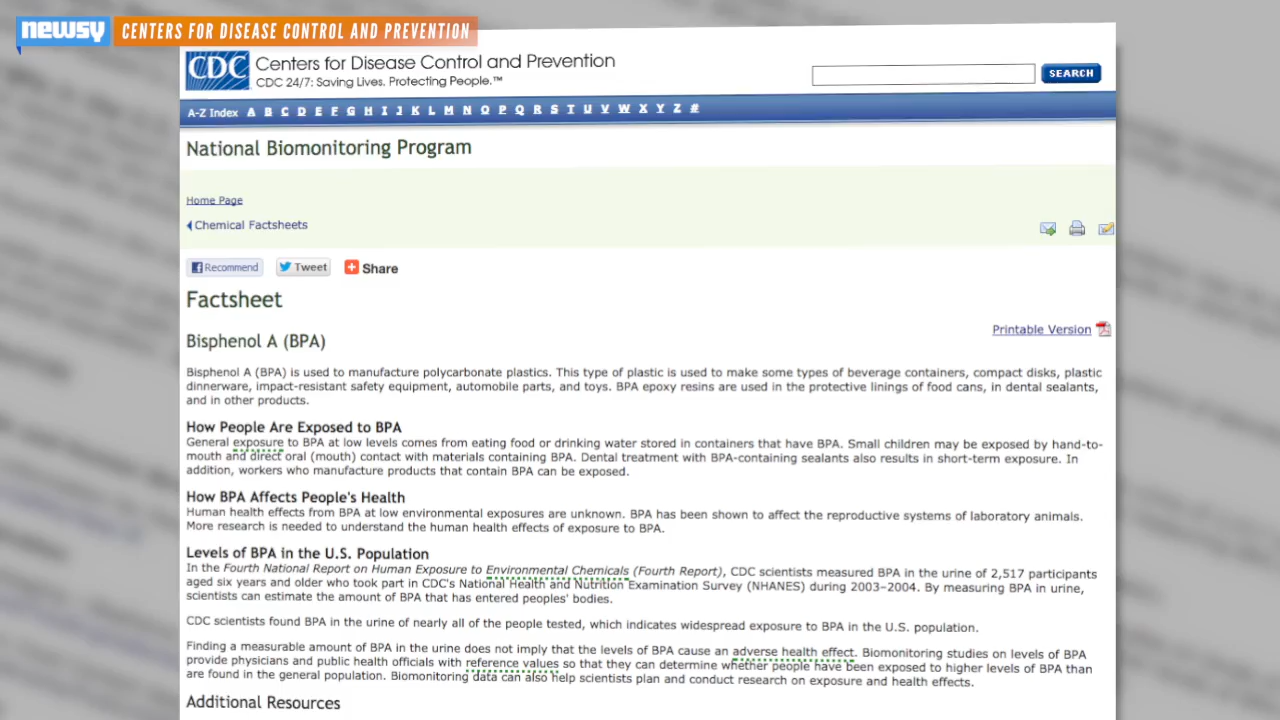 newsy CENTERS FOR DISEASE CONTROL AND PREVENTION
CDC Centers for Disease Control and Prevention
CDC 24/7: Saving Lives. Protecting People.™
SEARCH
A-Z Index A B C D E F G H I J K L M N O P Q R S T U V W X Y Z #
National Biomonitoring Program
Home Page
Chemical Factsheets
Recommend Tweet Share
Factsheet
Printable Version
Bisphenol A (BPA)
Bisphenol A (BPA) is used to manufacture polycarbonate plastics. This type of plastic is used to make some types of beverage containers, compact disks, plastic
dinnerware, impact-resistant safety equipment, automobile parts, and toys. BPA epoxy resins are used in the protective linings of food cans, in dental sealants,
and in other products.
How People Are Exposed to BPA
General exposure to BPA at low levels comes from eating food or drinking water stored in containers that have BPA. Small children may be exposed by hand-to-
mouth and direct oral (mouth) contact with materials containing BPA. Dental treatment with BPA-containing sealants also results in short-term exposure. In
addition, workers who manufacture products that contain BPA can be exposed.
How BPA Affects People's Health
Human health effects from BPA at low environmental exposures are unknown. BPA has been shown to affect the reproductive systems of laboratory animals.
More research is needed to understand the human health effects of exposure to BPA.
Levels of BPA in the U.S. Population
In the Fourth National Report on Human Exposure to Environmental Chemicals (Fourth Report), CDC scientists measured BPA in the urine of 2,517 participants
aged six years and older who took part in CDC's National Health and Nutrition Examination Survey (NHANES) during 2003–2004. By measuring BPA in urine,
scientists can estimate the amount of BPA that has entered peoples' bodies.
CDC scientists found BPA in the urine of nearly all of the people tested, which indicates widespread exposure to BPA in the U.S. population.
Finding a measurable amount of BPA in the urine does not imply that the levels of BPA cause an adverse health effect. Biomonitoring studies on levels of BPA
provide physicians and public health officials with reference values so that they can determine whether people have been exposed to higher levels of BPA than
are found in the general population. Biomonitoring data can also help scientists plan and conduct research on exposure and health effects.
Additional Resources